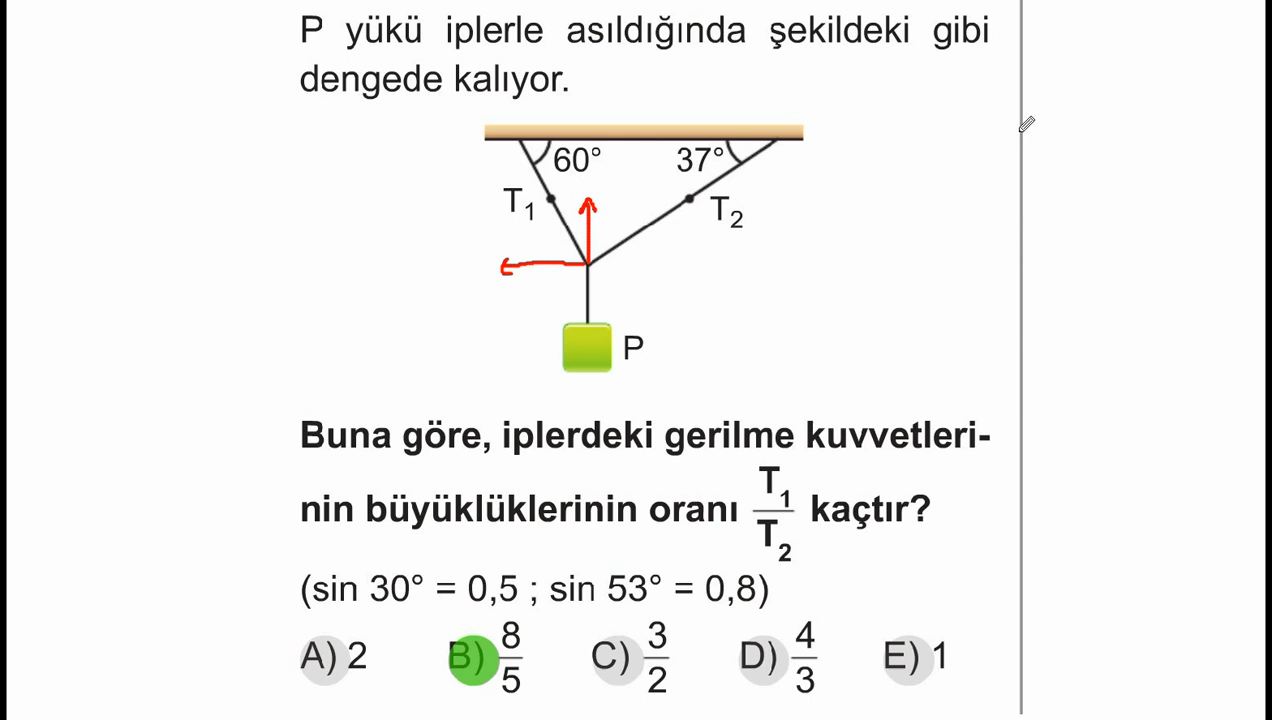 P yükü iplerle asıldığında şekildeki gibi
dengede kalıyor.
60° 37°
T₁ T₂
P
Buna göre, iplerdeki gerilme kuvvetleri-
nin büyüklüklerinin oranı T₁/T₂ kaçtır?
(sin 30° = 0,5 ; sin 53° = 0,8)
A) 2 B) 8/5 C) 3/2 D) 4/3 E) 1